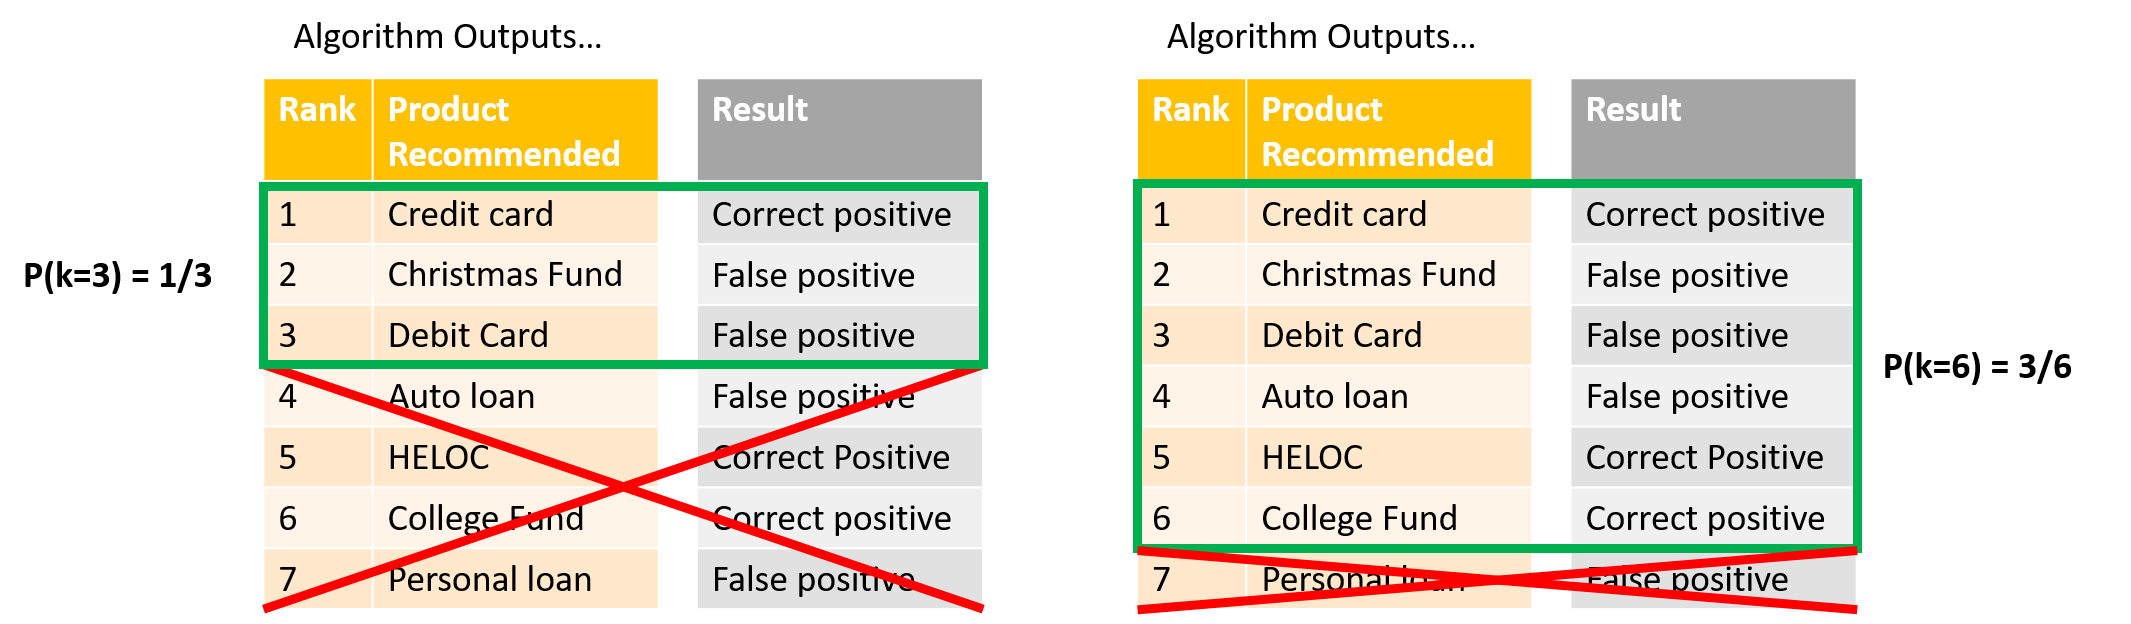 Algorithm Outputs...
Rank Product Recommended Result
1 Credit card Correct positive
2 Christmas Fund False positive
3 Debit Card False positive
4 Auto loan False positive
5 HELOC Correct Positive
6 College Fund Correct positive
7 Personal loan False positive
P(k=3) = 1/3
Algorithm Outputs...
Rank Product Recommended Result
1 Credit card Correct positive
2 Christmas Fund False positive
3 Debit Card False positive
4 Auto loan False positive
5 HELOC Correct Positive
6 College Fund Correct positive
7 Personal loan False positive
P(k=6) = 3/6